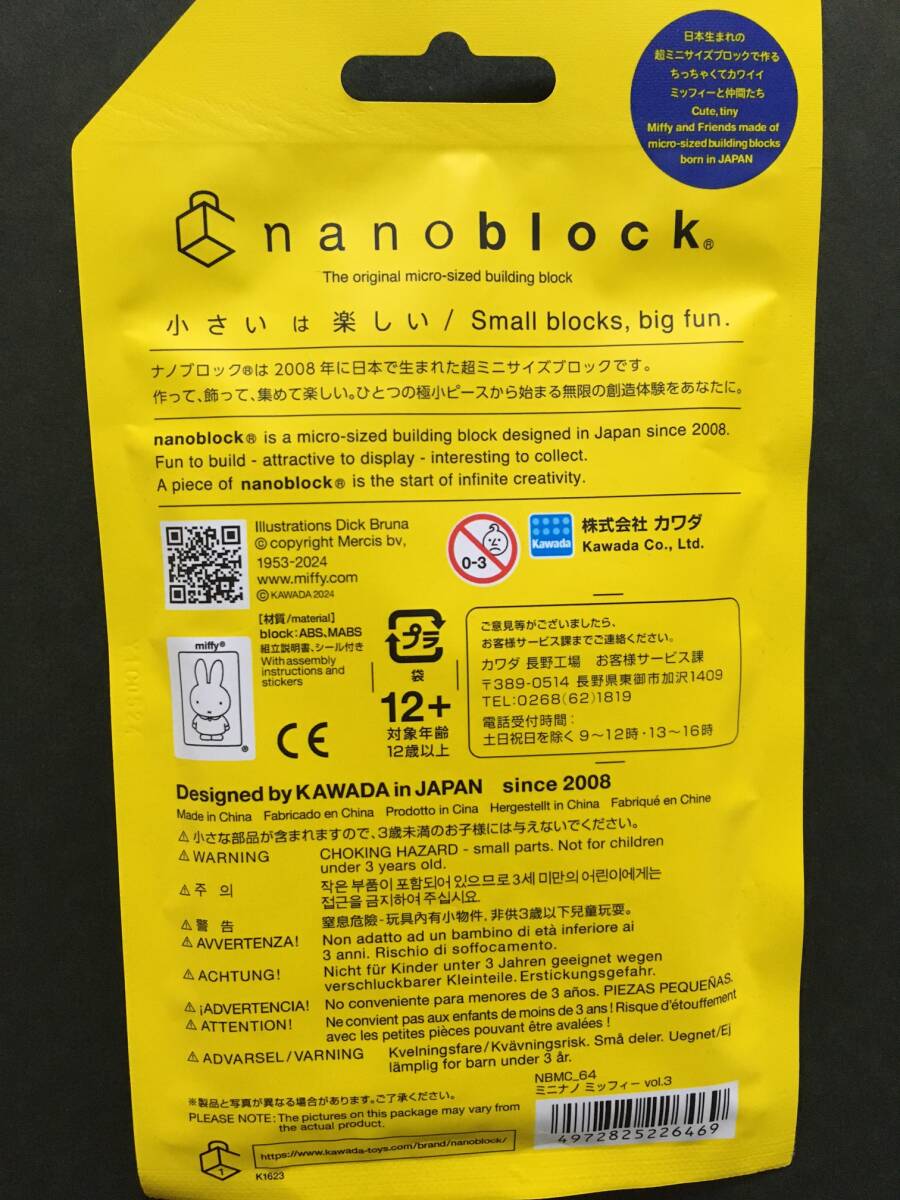 日本生まれの
超ミニサイズブロックで作る
ちっちゃくてカワイイ
ミッフィーと仲間たち
Cute, tiny
Miffy and Friends made of
micro-sized building blocks
born in JAPAN
nanoblock®
The original micro-sized building block
小さいは楽しい / Small blocks, big fun.
ナノブロック®は2008年に日本で生まれた超ミニサイズブロックです。
作って、飾って、集めて楽しい。ひとつの極小ピースから始まる無限の創造体験をあなたに。
nanoblock® is a micro-sized building block designed in Japan since 2008.
Fun to build - attractive to display - interesting to collect.
A piece of nanoblock® is the start of infinite creativity.
Illustrations Dick Bruna
© copyright Mercis bv,
1953-2024
www.miffy.com
© KAWADA 2024
0-3
Kawada
株式会社 カワダ
Kawada Co., Ltd.
miffy®
®
[材質/material]
block:ABS,MABS
組立説明書、シール付き
With assembly
instructions and
stickers
CE
プラ
袋
12+
対象年齢
12歳以上
ご意見等がございましたら、
お客様サービス課までご連絡ください。
カワダ 長野工場 お客様サービス課
〒389-0514 長野県東御市加沢1409
TEL:0268(62)1819
電話受付時間:
土日祝日を除く 9~12時・13~16時
Designed by KAWADA in JAPAN since 2008
Made in China Fabricado en China Prodotto in Cina Hergestellt in China Fabriqué en Chine
⚠小さな部品が含まれますので、3歳未満のお子様には与えないでください。
⚠WARNING CHOKING HAZARD - small parts. Not for children
under 3 years old.
⚠주 의 작은 부품이 포함되어 있으므로 3세 미만의 어린이에게는
접근을 금지하여 주십시요.
⚠警 告 窒息危險-玩具內有小物件, 非供3歲以下兒童玩耍。
⚠AVVERTENZA! Non adatto ad un bambino di età inferiore ai
3 anni. Rischio di soffocamento.
⚠ACHTUNG! Nicht für Kinder unter 3 Jahren geeignet wegen
verschluckbarer Kleinteile. Erstickungsgefahr.
⚠¡ADVERTENCIA! No conveniente para menores de 3 años. PIEZAS PEQUEÑAS.
⚠ATTENTION! Ne convient pas aux enfants de moins de 3 ans ! Risque d'étouffement
avec les petites pièces pouvant être avalées !
⚠ADVARSEL/VARNING Kvelningsfare/Kvävningsrisk. Små deler. Uegnet/Ej
lämplig for barn under 3 år.
※製品と写真が異なる場合があります。ご了承ください。
PLEASE NOTE: The pictures on this package may vary from
the actual product.
NBMC_64
ミニナノ ミッフィー vol.3
4972825226469
1
https://www.kawada-toys.com/brand/nanoblock/
K1623